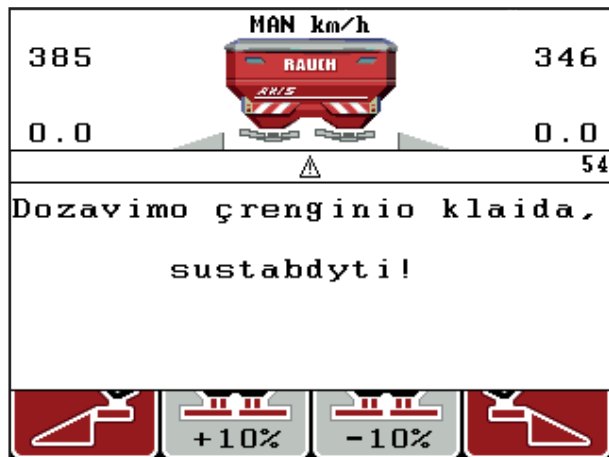 MAN km/h
385
346
RAUCH
AXIS
0.0
0.0
54
Dozavimo çrenginio klaida,
sustabdyti!
+10%
-10%